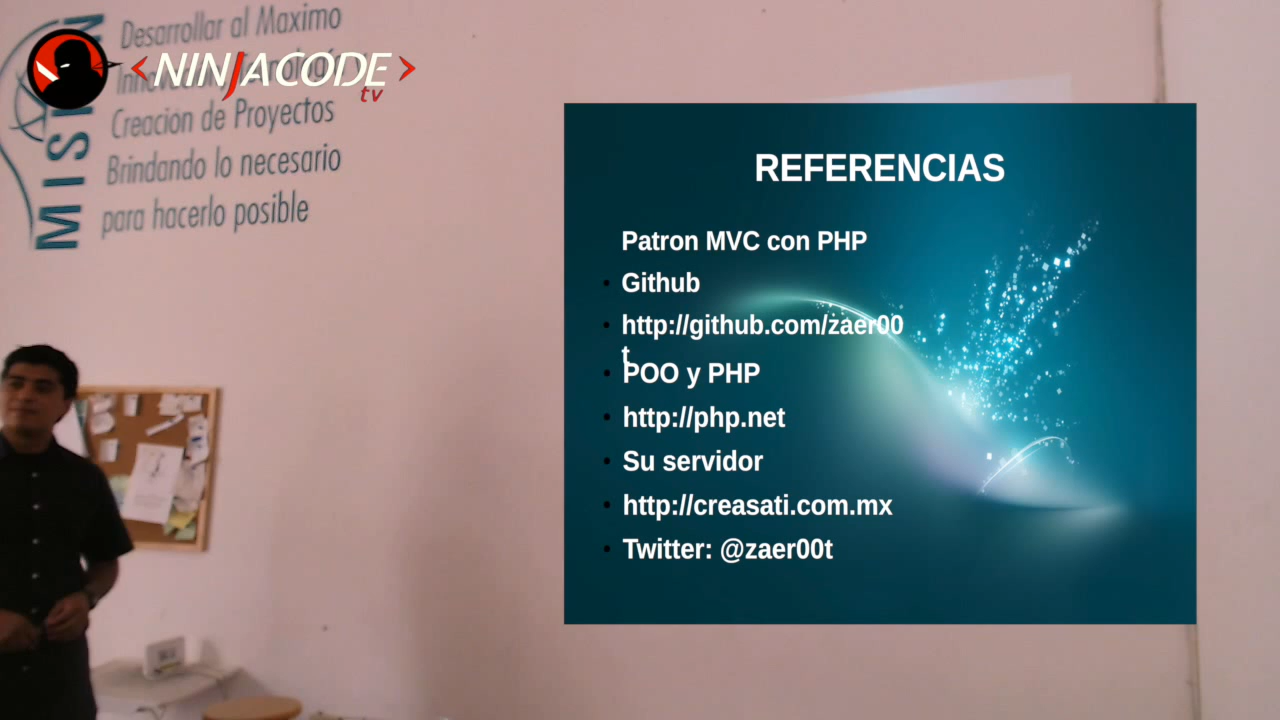 MISION
Desarrollar al Maximo
Creación de Proyectos
Brindando lo necesario
para hacerlo posible
<NINJACODE>
tv
REFERENCIAS
Patron MVC con PHP
Github
http://github.com/zaer00
t
POO y PHP
http://php.net
Su servidor
http://creasati.com.mx
Twitter: @zaer00t